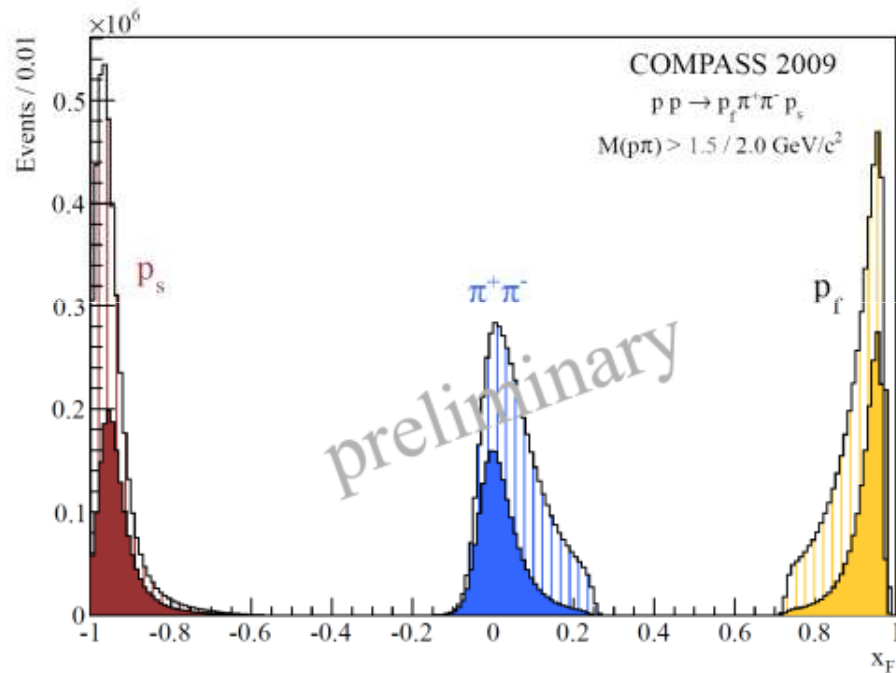 ×10⁶
Events / 0.01
COMPASS 2009
p p → p_f π⁺π⁻ p_s
M(pπ) > 1.5 / 2.0 GeV/c²
p_s
π⁺π⁻
p_f
preliminary
0.5
0.4
0.3
0.2
0.1
0
-1 -0.8 -0.6 -0.4 -0.2 0 0.2 0.4 0.6 0.8 1
x_F